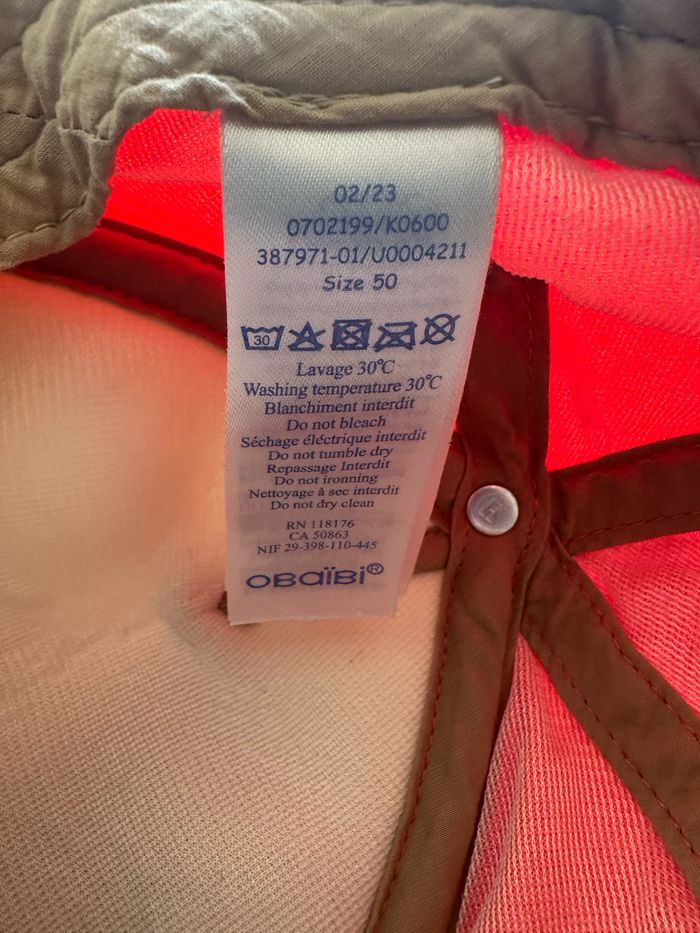 02/23
0702199/K0600
387971-01/U0004211
Size 50
30
Lavage 30°C
Washing temperature 30°C
Blanchiment interdit
Do not bleach
Séchage éléctrique interdit
Do not tumble dry
Repassage Interdit
Do not ironning
Nettoyage à sec interdit
Do not dry clean
RN 118176
CA 50863
NIF 29-398-110-445
OBaïBi®